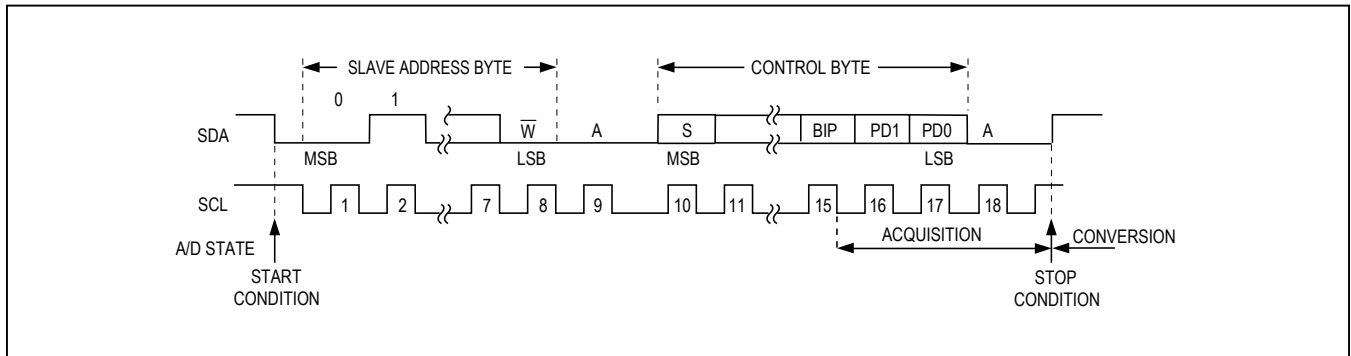 SLAVE ADDRESS BYTE CONTROL BYTE
0 1
SDA W̅ A S BIP PD1 PD0 A
MSB LSB MSB LSB
SCL 1 2 7 8 9 10 11 15 16 17 18
A/D STATE ACQUISITION CONVERSION
START CONDITION STOP CONDITION